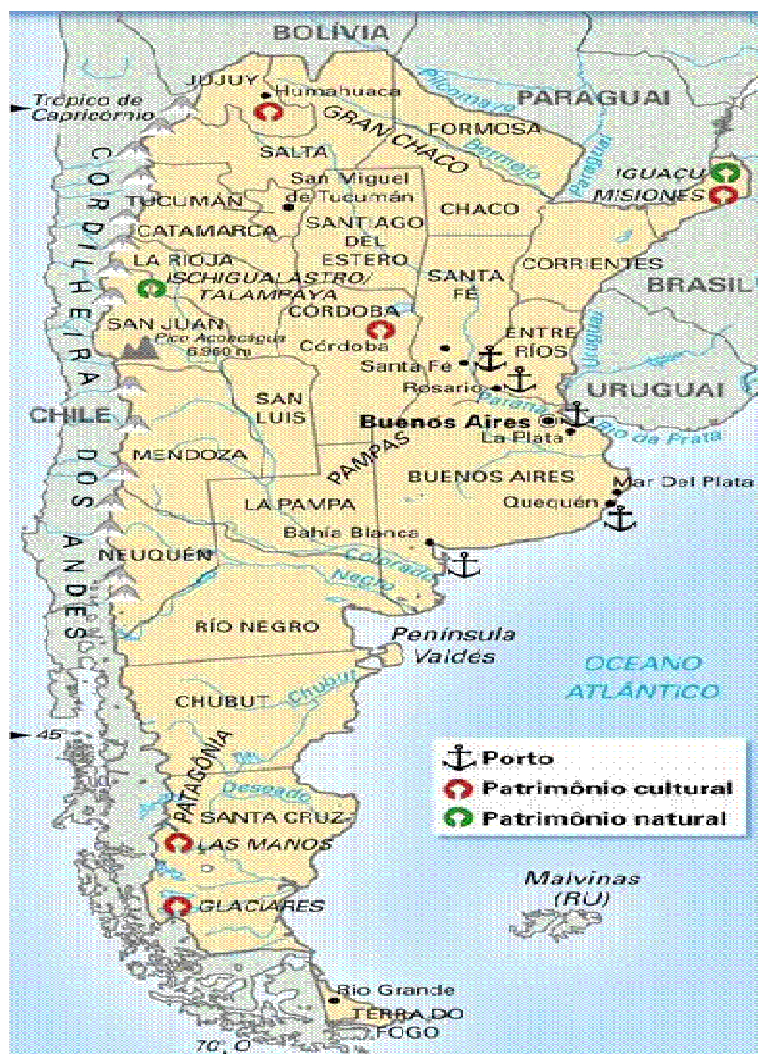 BOLÍVIA
JUJUY
Humahuaca
Trópico de
Capricórnio
Pilcomayo
PARAGUAI
GRAN CHACO
FORMOSA
Bermejo
Paraguai
SALTA
IGUAÇU
MISIONES
San Miguel
de Tucumán
TUCUMÁN
CATAMARCA
SANTIAGO
DEL
ESTERO
CHACO
LA RIOJA
ISCHIGUALASTRO/
TALAMPAYA
SANTA
FÉ
CORRIENTES
BRASIL
CÓRDOBA
SAN JUAN
Pico Aconcágua
6.960 m
Córdoba
ENTRE
RÍOS
Uruguai
Santa Fé
Rosario
URUGUAI
CORDILHEIRA DOS ANDES
CHILE
SAN
LUIS
Paraná
Buenos Aires
La Plata
Rio da Prata
MENDOZA
PAMPAS
BUENOS AIRES
Mar Del Plata
LA PAMPA
Quequén
Bahía Blanca
NEUQUÉN
Colorado
Negro
RÍO NEGRO
Península
Valdés
OCEANO
ATLÂNTICO
CHUBUT
Chubut
45°
PATAGÔNIA
Deseado
SANTA CRUZ
LAS MANOS
GLACIARES
Porto
Patrimônio cultural
Patrimônio natural
Malvinas
(RU)
Rio Grande
TERRA DO
FOGO
70° O